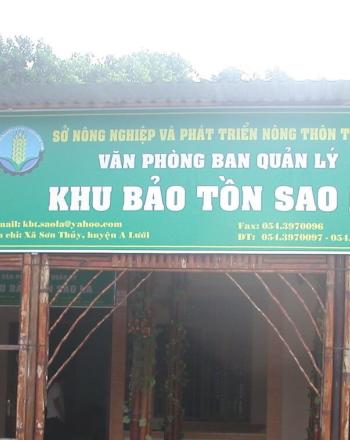 SỞ NÔNG NGHIỆP VÀ PHÁT TRIỂN NÔNG THÔN
VĂN PHÒNG BAN QUẢN LÝ
KHU BẢO TỒN SAO
mail: kbt.saola@yahoo.com
Fax: 054.3970096
chỉ: Xã Sơn Thủy, huyện A Lưới
ĐT: 054.3970097 - 054